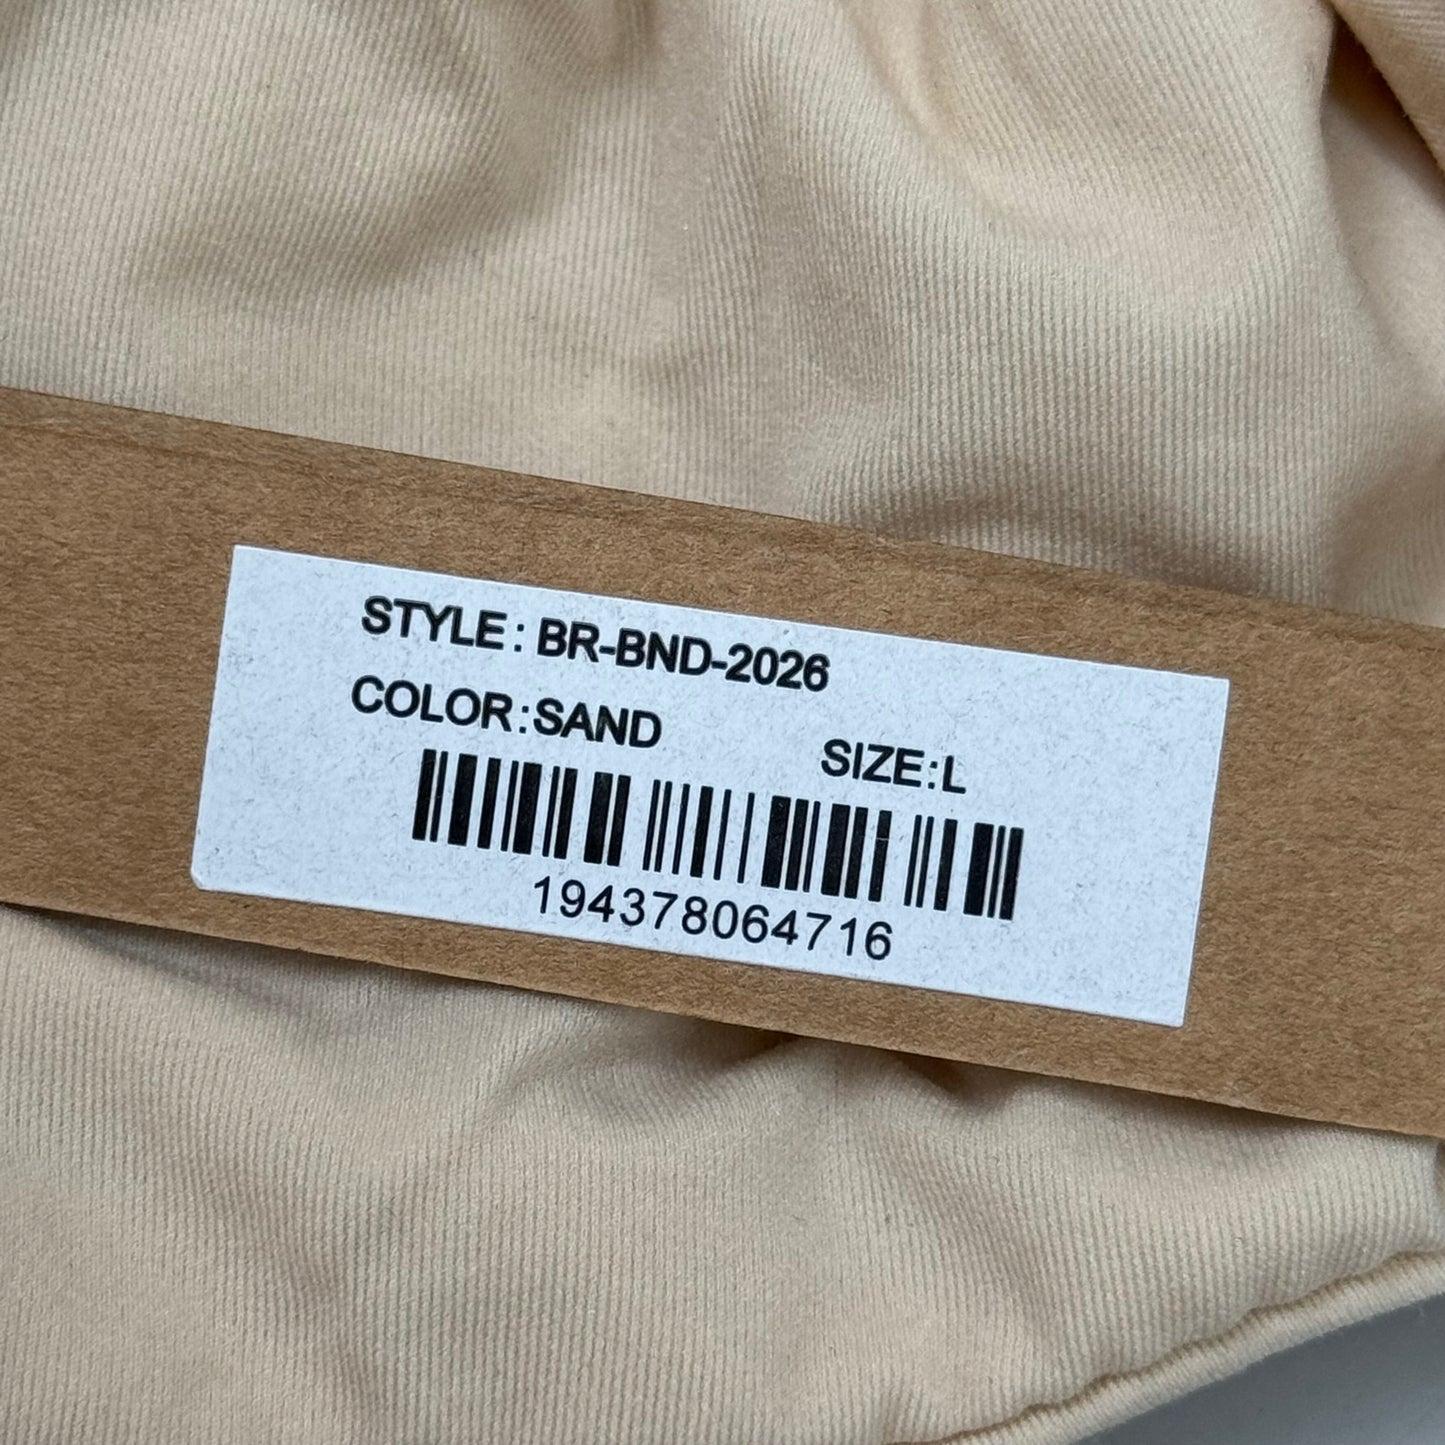 STYLE: BR-BND-2026
COLOR:SAND
SIZE:L
194378064716